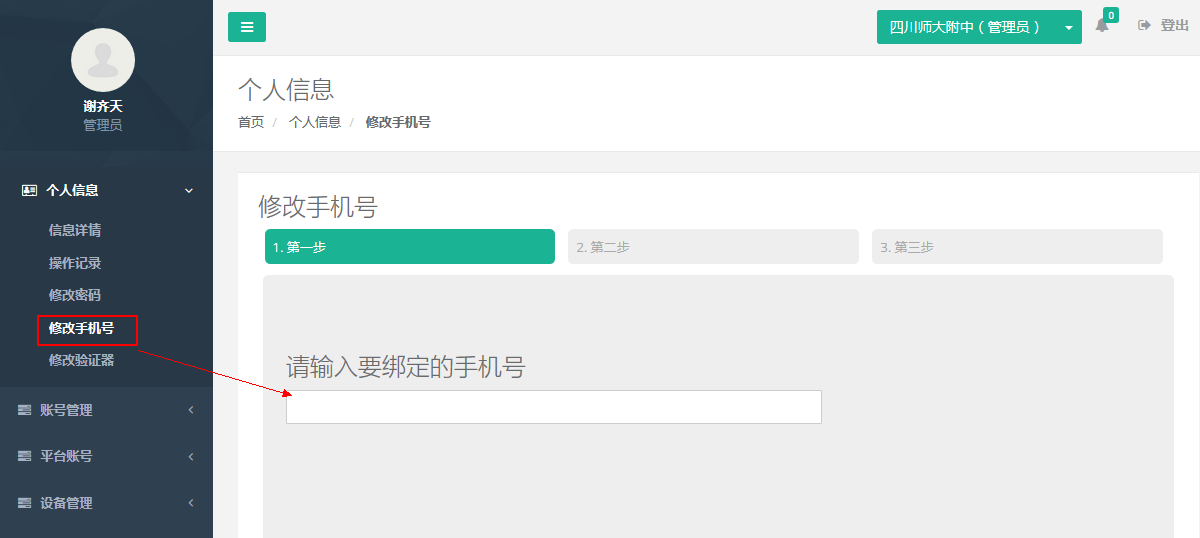 四川师大附中（管理员）
0
登出
谢齐天
管理员
个人信息
信息详情
操作记录
修改密码
修改手机号
修改验证器
账号管理
平台账号
设备管理
个人信息
首页 / 个人信息 / 修改手机号
修改手机号
1. 第一步
2. 第二步
3. 第三步
请输入要绑定的手机号